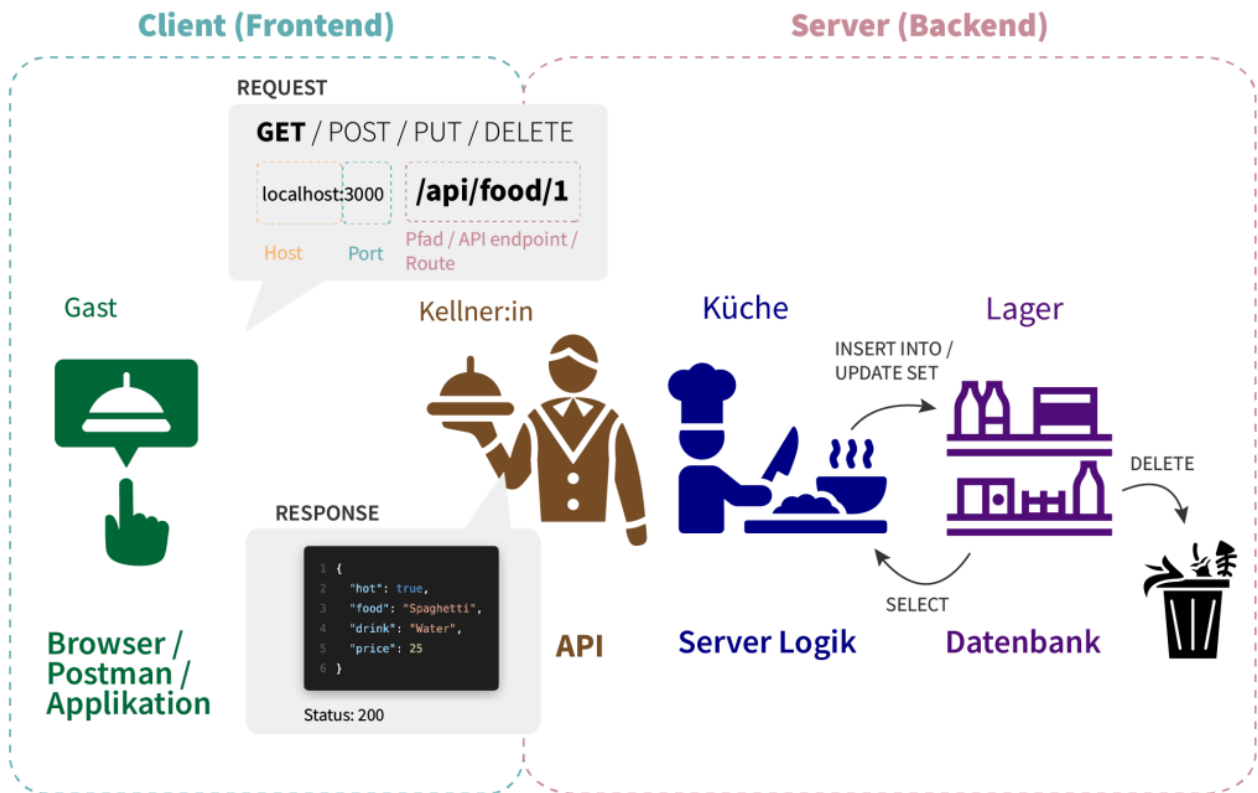 Client (Frontend)
Server (Backend)
REQUEST
GET / POST / PUT / DELETE
localhost:3000
/api/food/1
Host
Port
Pfad / API endpoint /
Route
Gast
Kellner:in
Küche
Lager
INSERT INTO /
UPDATE SET
DELETE
SELECT
RESPONSE
1 {
2 "hot": true,
3 "food": "Spaghetti",
4 "drink": "Water",
5 "price": 25
6 }
Status: 200
Browser /
Postman /
Applikation
API
Server Logik
Datenbank